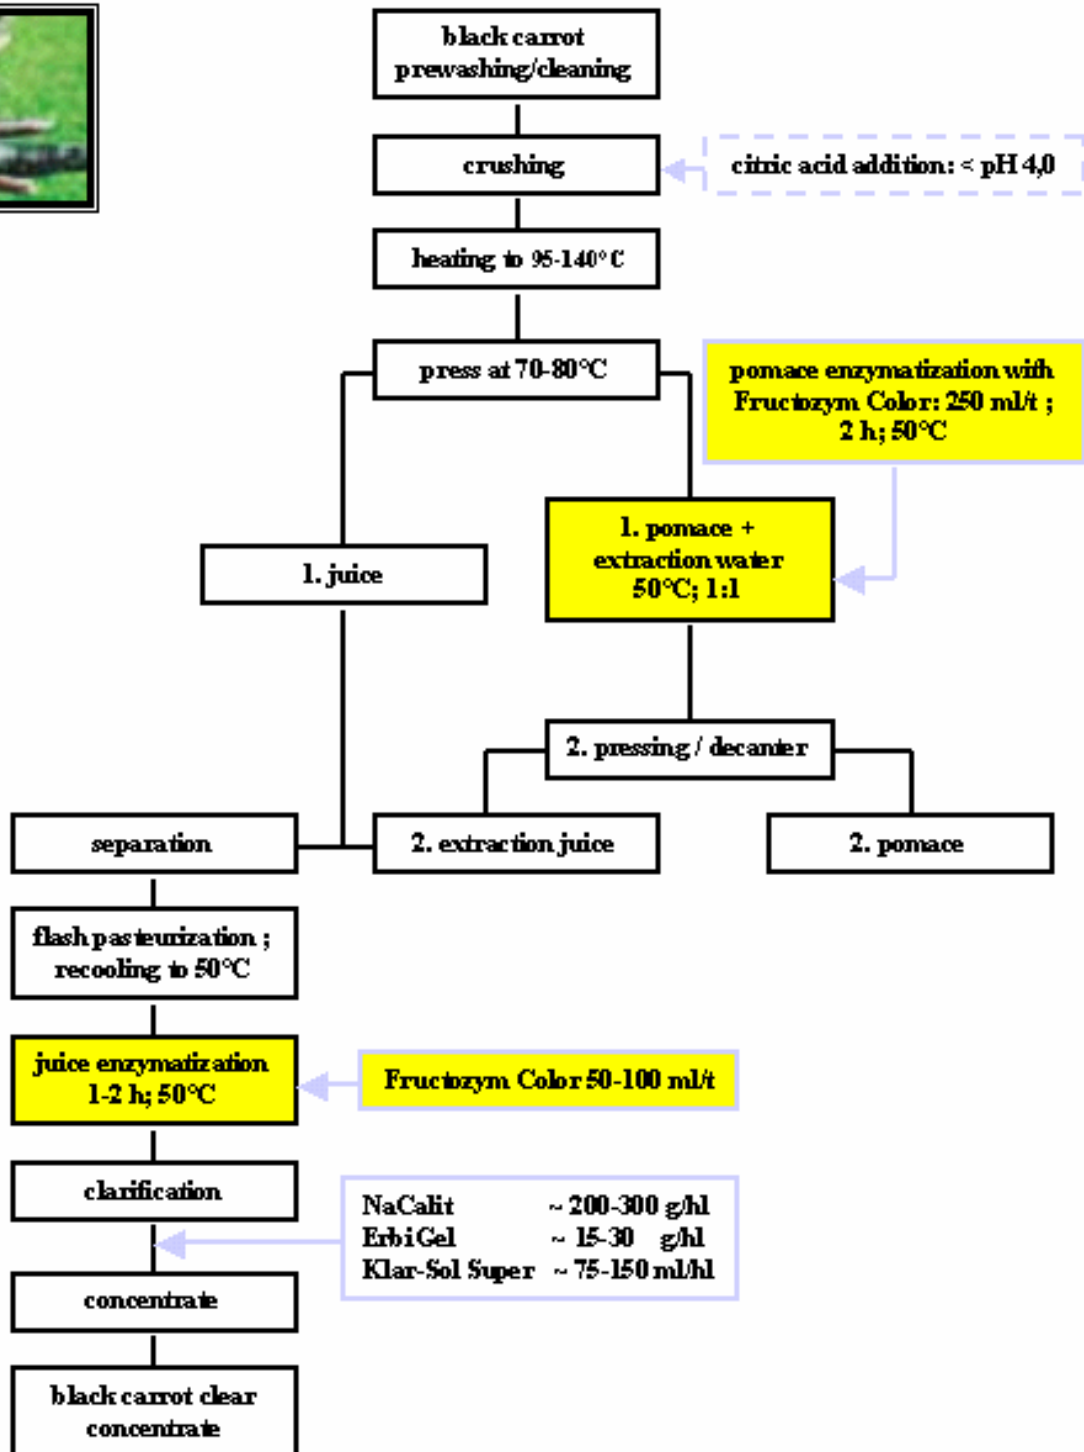 black carrot
prewashing/cleaning
crushing
citric acid addition: < pH 4,0
heating to 95-140°C
press at 70-80°C
pomace enzymatization with
Fructozym Color: 250 ml/t ;
2 h; 50°C
1. pomace +
extraction water
50°C; 1:1
1. juice
2. pressing / decanter
separation
2. extraction juice
2. pomace
flash pasteurization ;
recooling to 50°C
juice enzymatization
1-2 h; 50°C
Fructozym Color 50-100 ml/t
clarification
NaCalit ~ 200-300 g/hl
ErbiGel ~ 15-30 g/hl
Klar-Sol Super ~ 75-150 ml/hl
concentrate
black carrot clear
concentrate